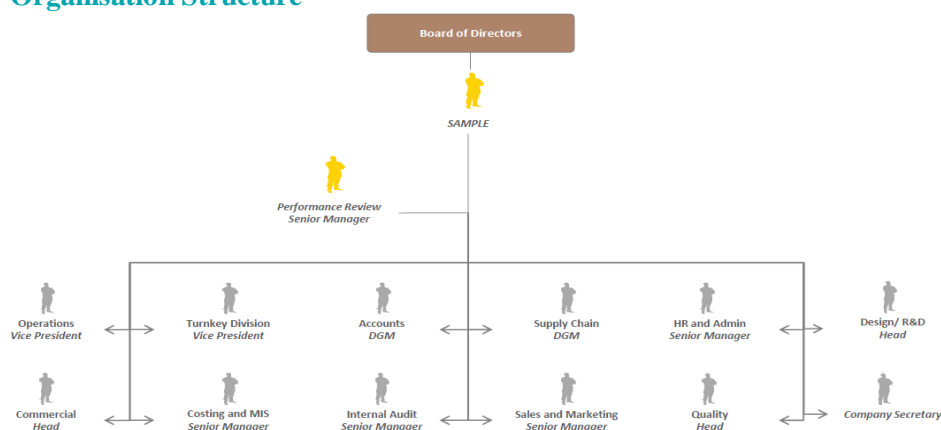 Organisation Structure
Board of Directors
SAMPLE
Performance Review
Senior Manager
Operations
Vice President
Turnkey Division
Vice President
Accounts
DGM
Supply Chain
DGM
HR and Admin
Senior Manager
Design/ R&D
Head
Commercial
Head
Costing and MIS
Senior Manager
Internal Audit
Senior Manager
Sales and Marketing
Senior Manager
Quality
Head
Company Secretary